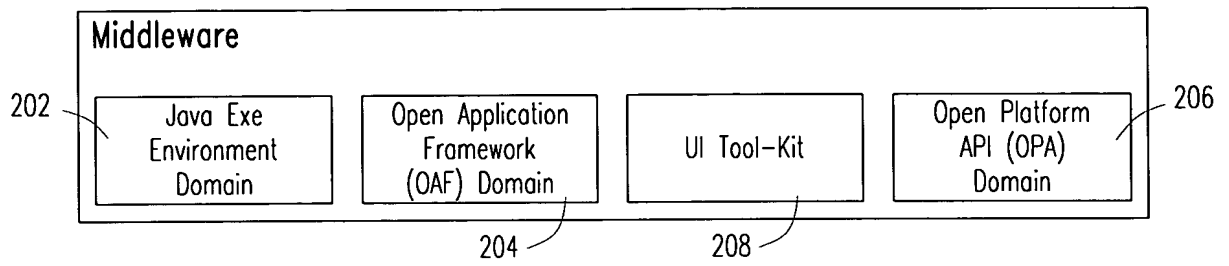 Middleware
202
Java Exe
Environment
Domain
Open Application
Framework
(OAF) Domain
204
UI Tool-Kit
208
Open Platform
API (OPA)
Domain
206